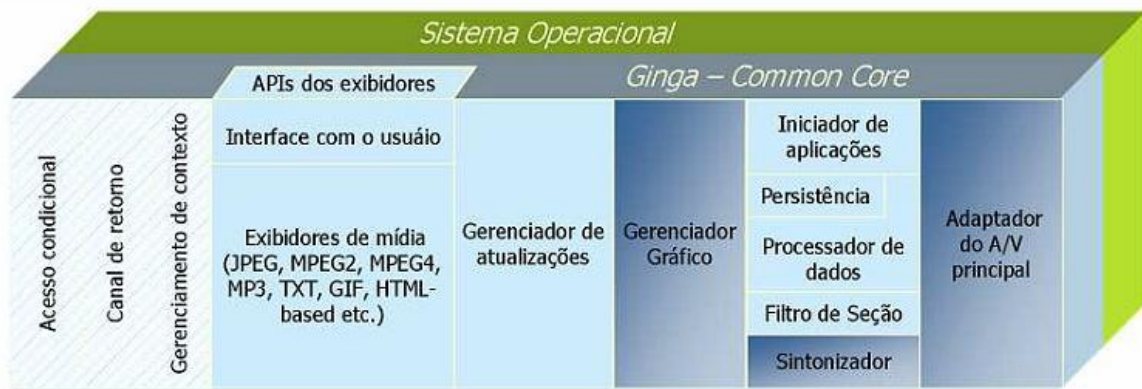 Sistema Operacional
Ginga – Common Core
APIs dos exibidores
Acesso condicional
Canal de retorno
Gerenciamento de contexto
Interface com o usuáio
Exibidores de mídia
(JPEG, MPEG2, MPEG4,
MP3, TXT, GIF, HTML-
based etc.)
Gerenciador de
atualizações
Gerenciador
Gráfico
Iniciador de
aplicações
Persistência
Processador de
dados
Filtro de Seção
Sintonizador
Adaptador
do A/V
principal